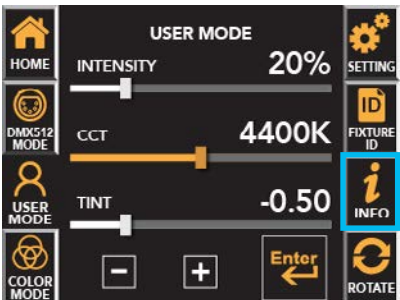 USER MODE
HOME
INTENSITY 20%
SETTING
DMX512
MODE
CCT 4400K
ID
FIXTURE
ID
USER
MODE
TINT -0.50
i
INFO
COLOR
MODE
- +
Enter
ROTATE